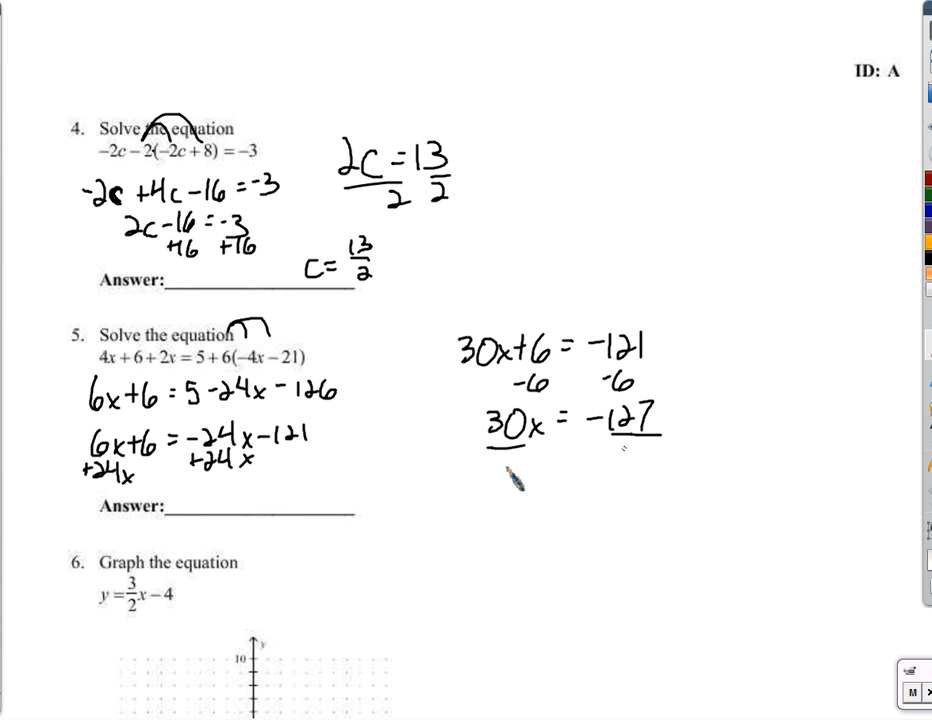 ID: A
4. Solve the equation
−2c − 2(−2c + 8) = −3
-2c +4c -16 = -3
2c -16 = -3
+16 +16
2c = 13
2 2
c = 13/2
Answer:
5. Solve the equation
4x + 6 + 2x = 5 + 6(−4x − 21)
6x+6 = 5 -24x - 126
6x+6 = -24x -121
+24x +24x
30x+6 = -121
-6 -6
30x = -127
Answer:
6. Graph the equation
y = 3/2 x − 4
y
10
M